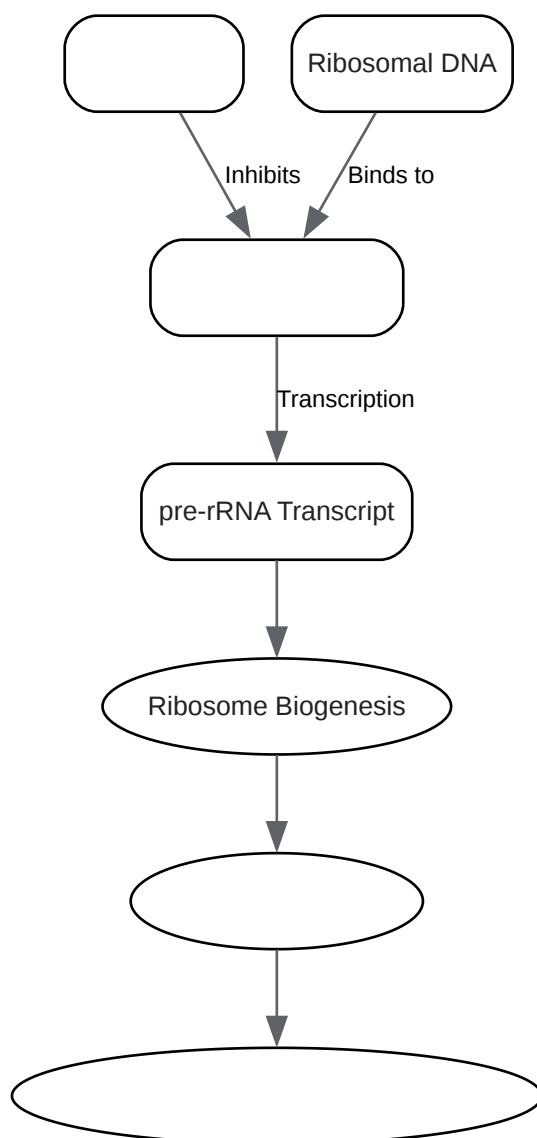 Ribosomal DNA
Inhibits
Binds to
Transcription
pre-rRNA Transcript
Ribosome Biogenesis